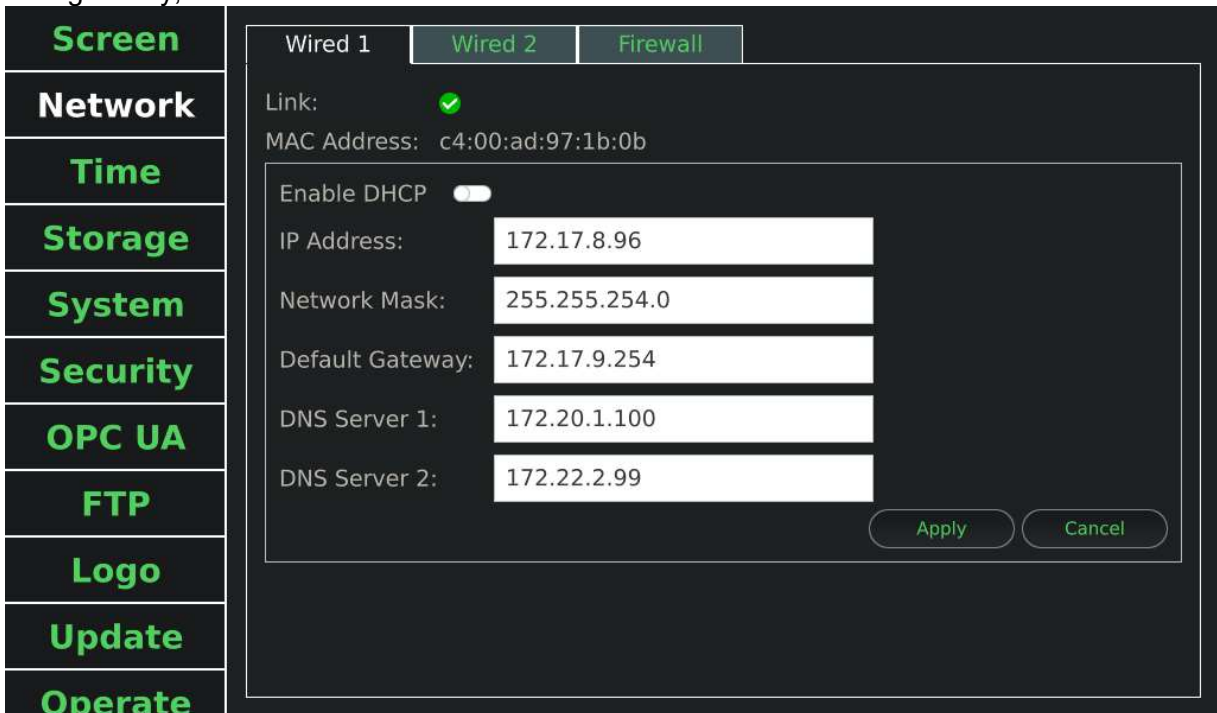 Screen
Network
Time
Storage
System
Security
OPC UA
FTP
Logo
Update
Operate
Wired 1 Wired 2 Firewall
Link:
MAC Address: c4:00:ad:97:1b:0b
Enable DHCP
IP Address: 172.17.8.96
Network Mask: 255.255.254.0
Default Gateway: 172.17.9.254
DNS Server 1: 172.20.1.100
DNS Server 2: 172.22.2.99
Apply Cancel